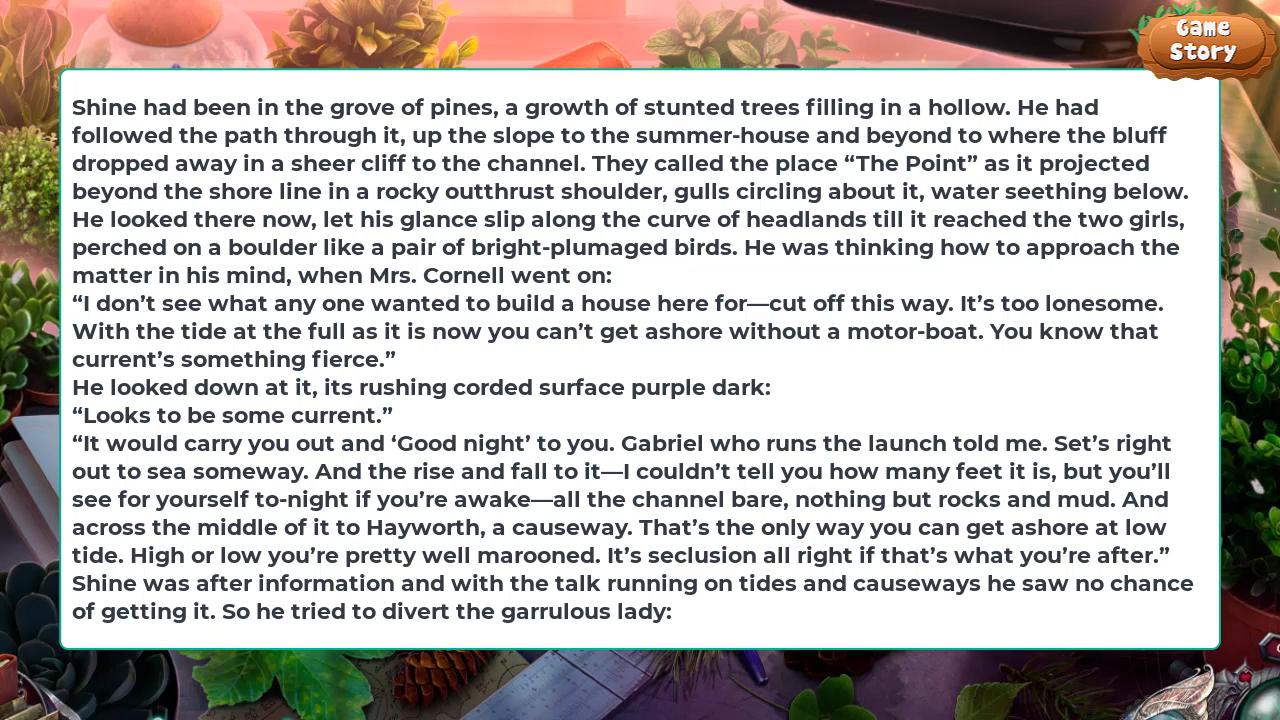 Game
Story
Shine had been in the grove of pines, a growth of stunted trees filling in a hollow. He had
followed the path through it, up the slope to the summer-house and beyond to where the bluff
dropped away in a sheer cliff to the channel. They called the place “The Point” as it projected
beyond the shore line in a rocky outthrust shoulder, gulls circling about it, water seething below.
He looked there now, let his glance slip along the curve of headlands till it reached the two girls,
perched on a boulder like a pair of bright-plumaged birds. He was thinking how to approach the
matter in his mind, when Mrs. Cornell went on:
“I don’t see what any one wanted to build a house here for—cut off this way. It’s too lonesome.
With the tide at the full as it is now you can’t get ashore without a motor-boat. You know that
current’s something fierce.”
He looked down at it, its rushing corded surface purple dark:
“Looks to be some current.”
“It would carry you out and ‘Good night’ to you. Gabriel who runs the launch told me. Set’s right
out to sea someway. And the rise and fall to it—I couldn’t tell you how many feet it is, but you’ll
see for yourself to-night if you’re awake—all the channel bare, nothing but rocks and mud. And
across the middle of it to Hayworth, a causeway. That’s the only way you can get ashore at low
tide. High or low you’re pretty well marooned. It’s seclusion all right if that’s what you’re after.”
Shine was after information and with the talk running on tides and causeways he saw no chance
of getting it. So he tried to divert the garrulous lady: